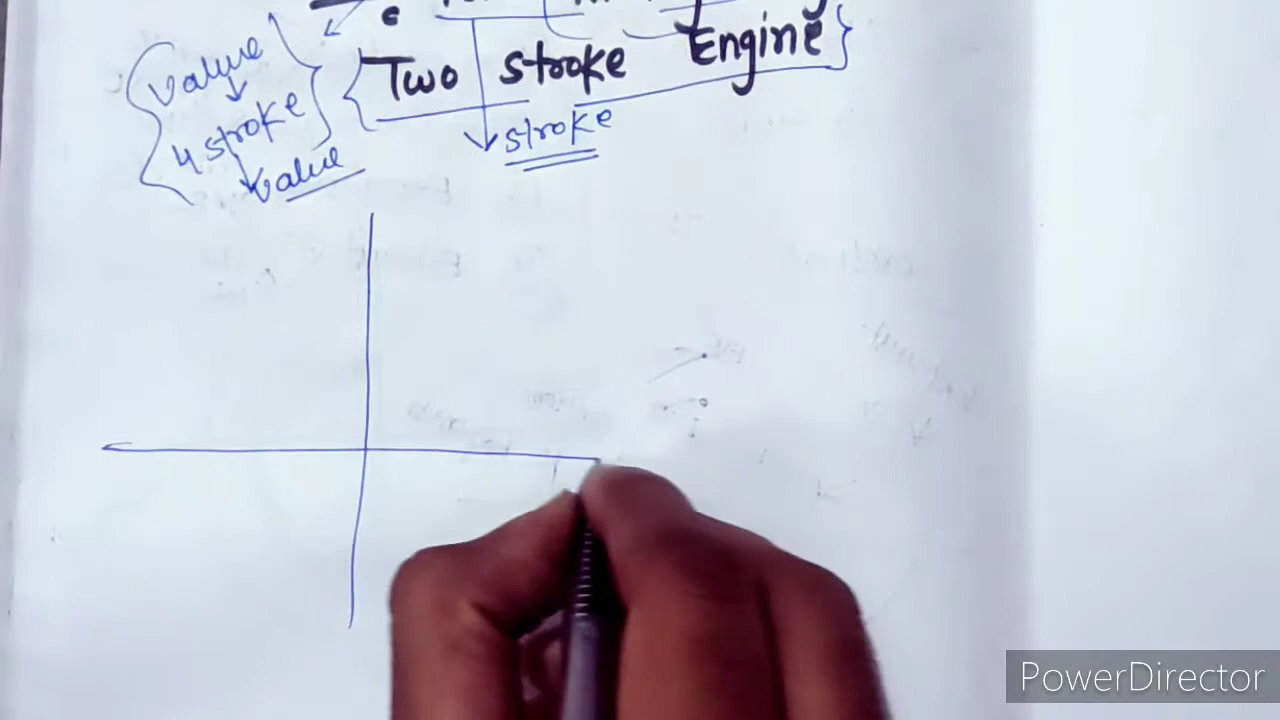 Two stroke Engine
value
4 stroke
value
stroke
PowerDirector